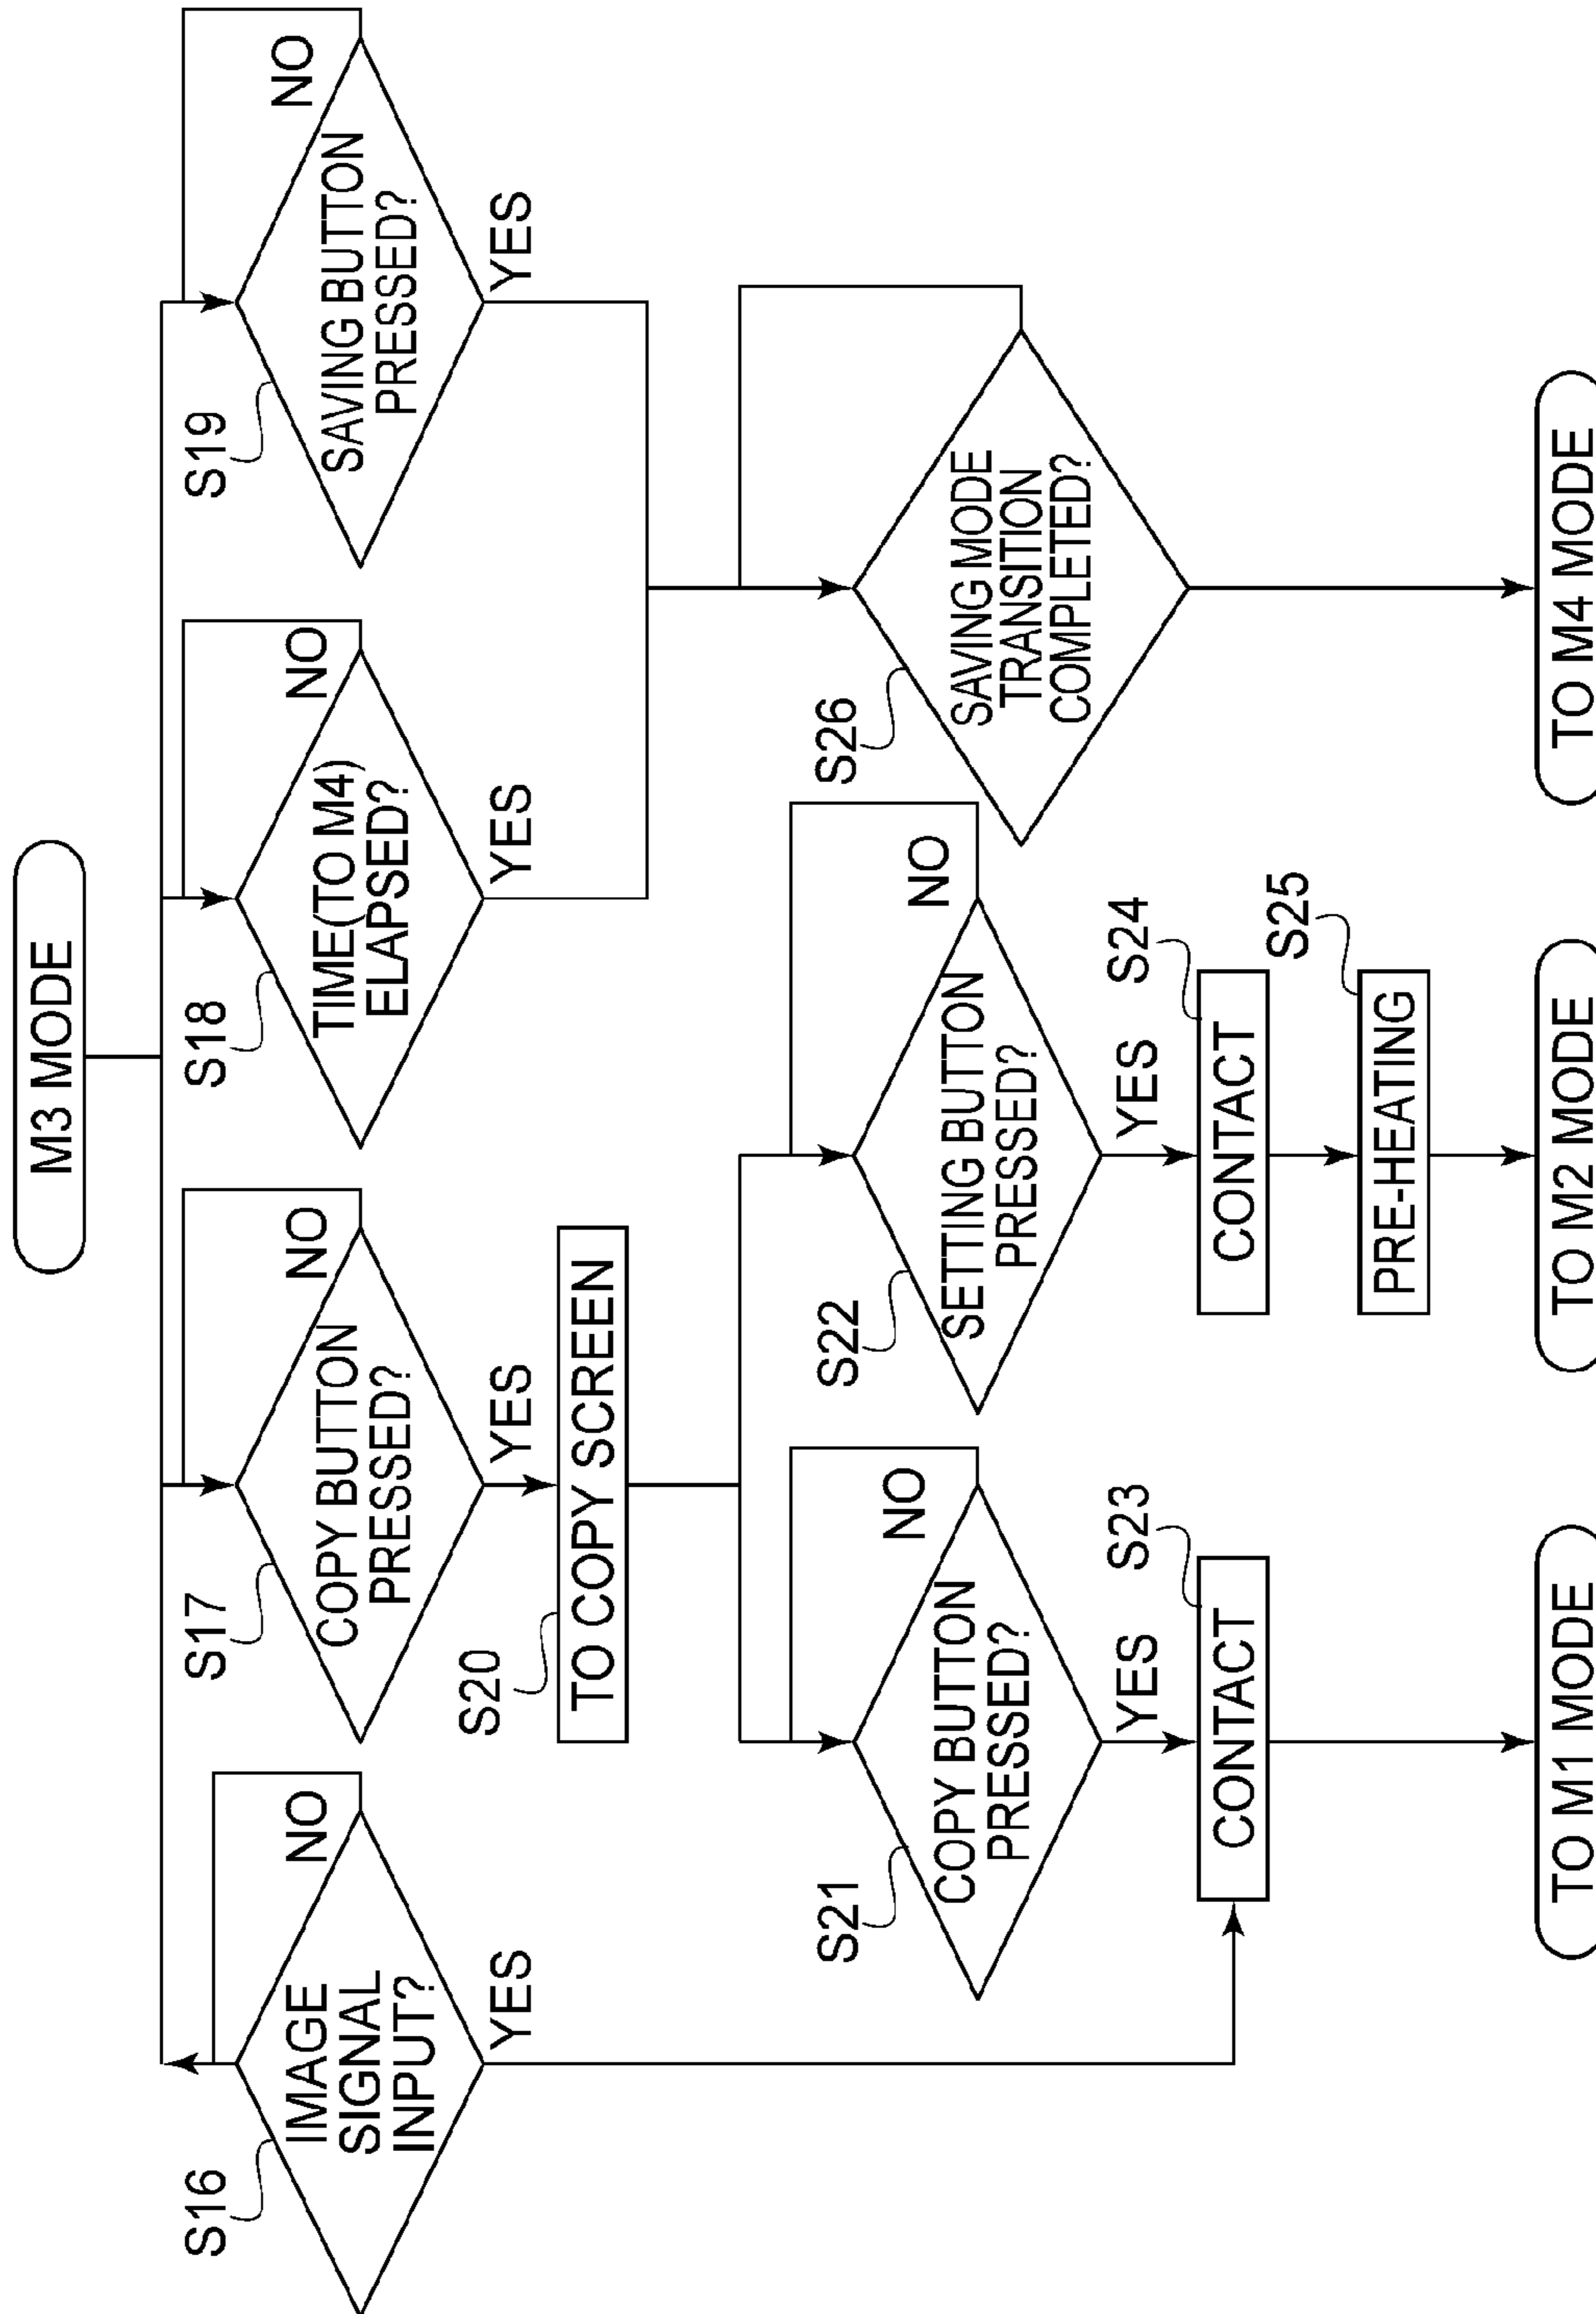 M3 MODE
S16
IMAGE
SIGNAL
INPUT?
NO
YES
S17
COPY BUTTON
PRESSED?
NO
YES
S18
TIME(TO M4)
ELAPSED?
NO
YES
S19
SAVING BUTTON
PRESSED?
NO
YES
S20
TO COPY SCREEN
S21
COPY BUTTON
PRESSED?
NO
YES
S22
SETTING BUTTON
PRESSED?
NO
YES
S26
SAVING MODE
TRANSITION
COMPLETED?
S23
CONTACT
S24
CONTACT
S25
PRE-HEATING
TO M1 MODE
TO M2 MODE
TO M4 MODE